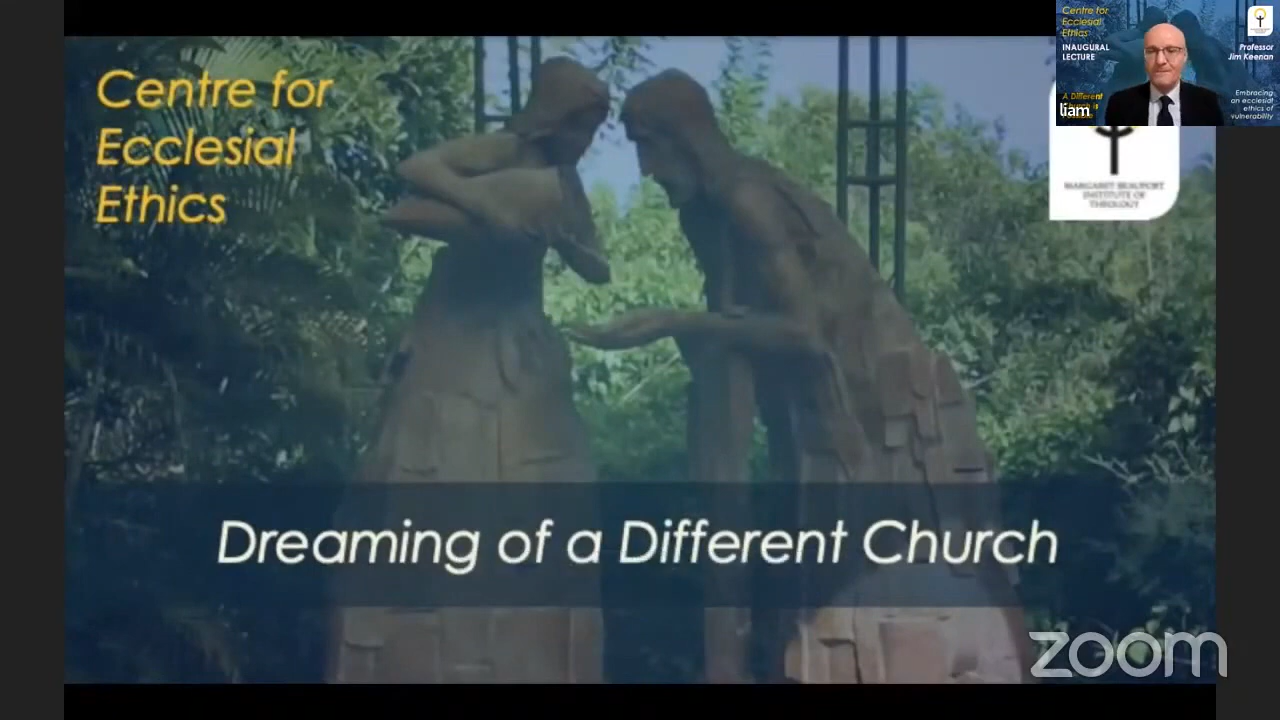 Centre for
Ecclesial
Ethics
Dreaming of a Different Church
zoom
MARGARET BEAUFORT
INSTITUTE OF
THEOLOGY
Centre for
Ecclesial
Ethics
INAUGURAL
LECTURE
Professor
Jim Keenan
A Different
liam
Embracing
an ecclesial
ethics of
vulnerability